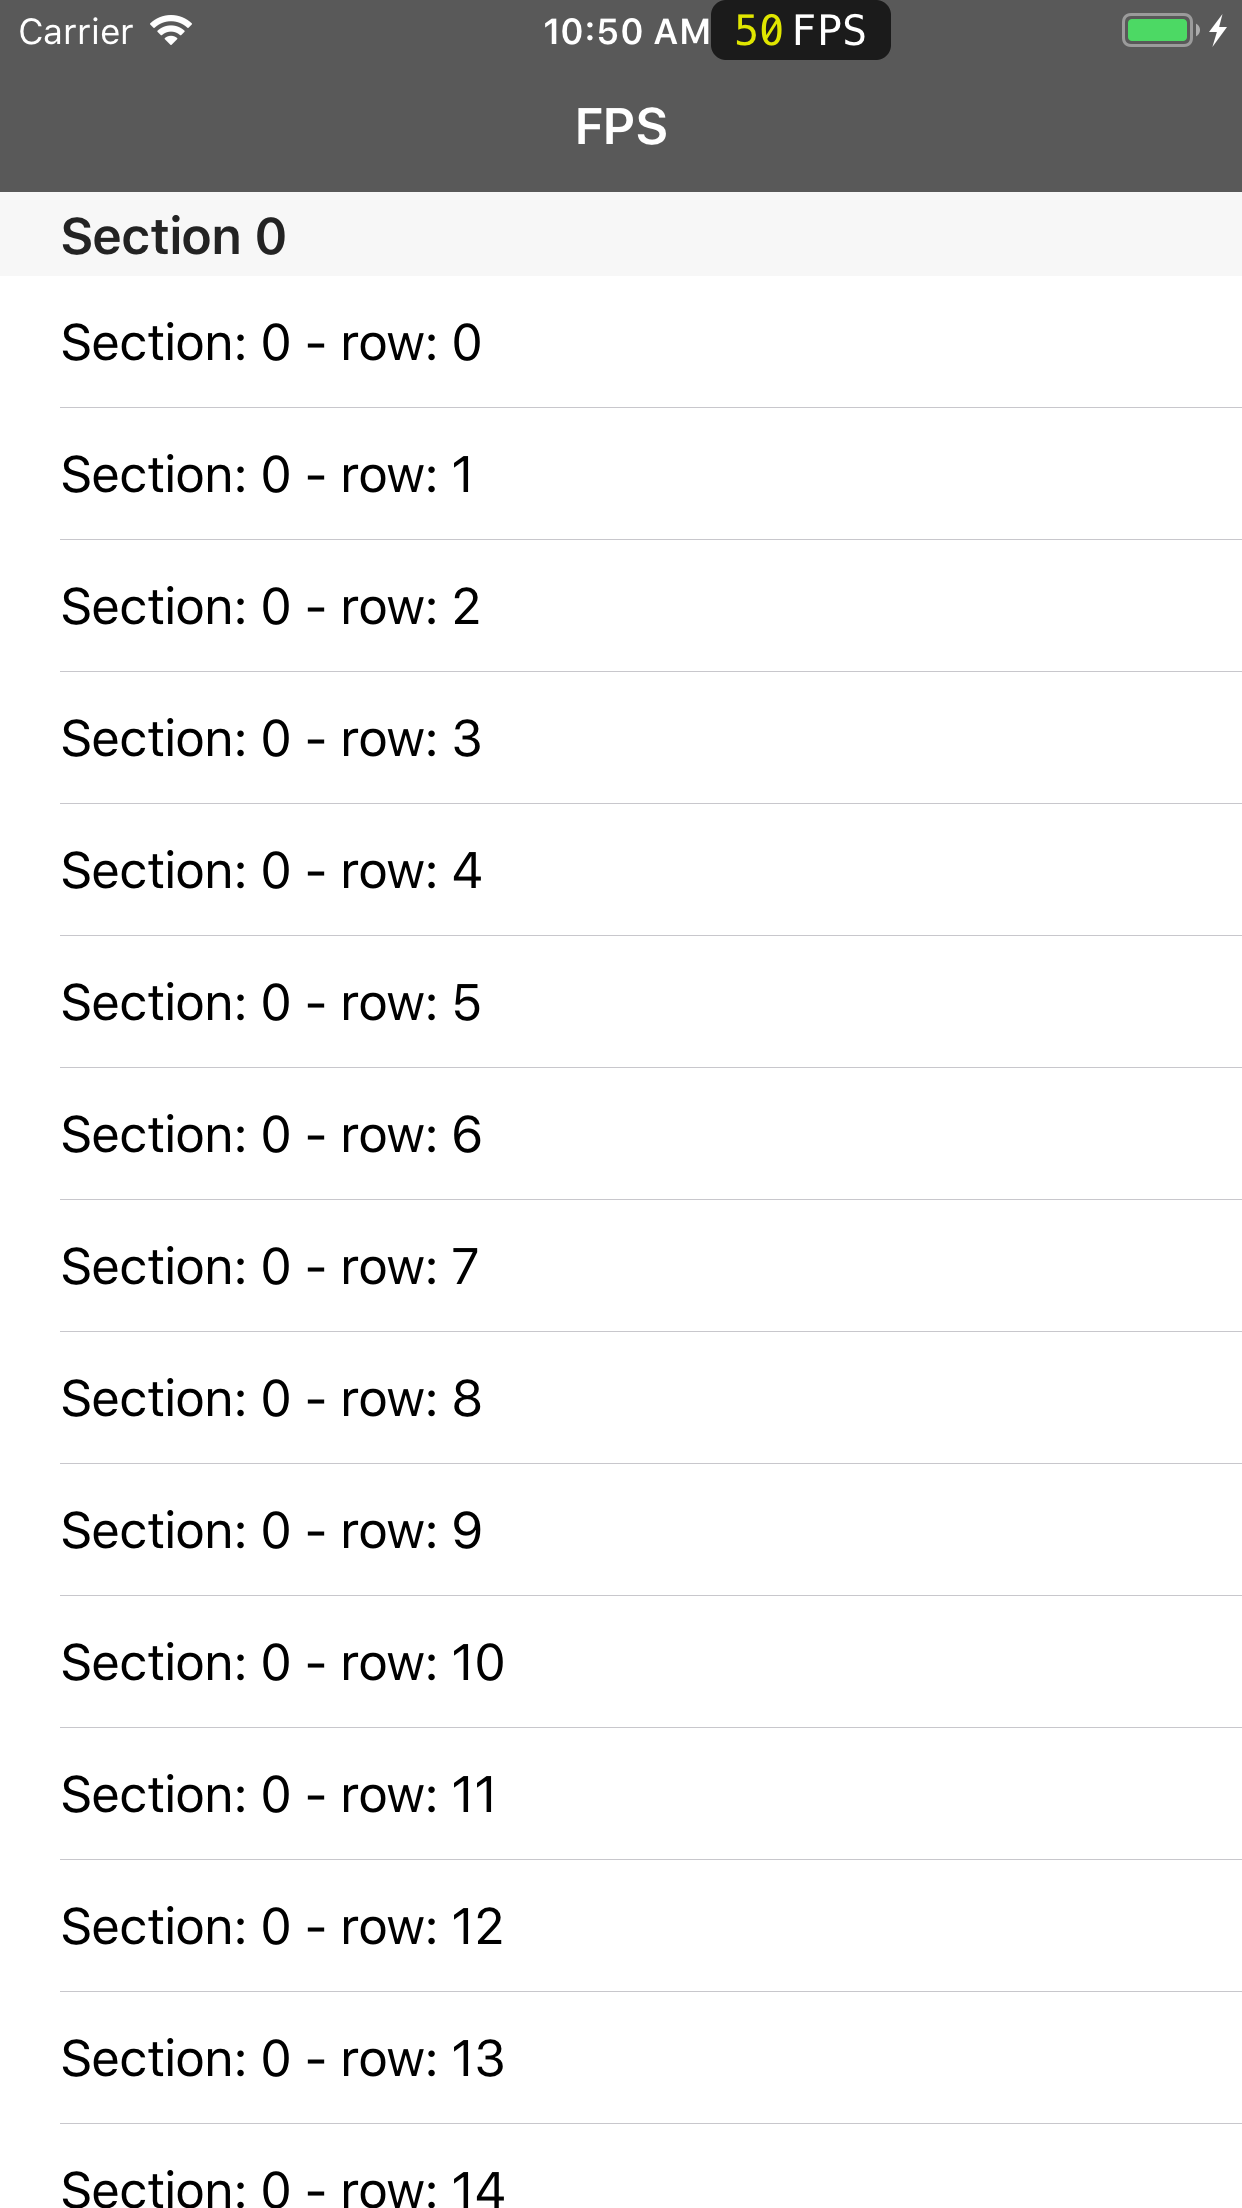 Carrier 10:50 AM 50 FPS
FPS
Section 0
Section: 0 - row: 0
Section: 0 - row: 1
Section: 0 - row: 2
Section: 0 - row: 3
Section: 0 - row: 4
Section: 0 - row: 5
Section: 0 - row: 6
Section: 0 - row: 7
Section: 0 - row: 8
Section: 0 - row: 9
Section: 0 - row: 10
Section: 0 - row: 11
Section: 0 - row: 12
Section: 0 - row: 13
Section: 0 - row: 14